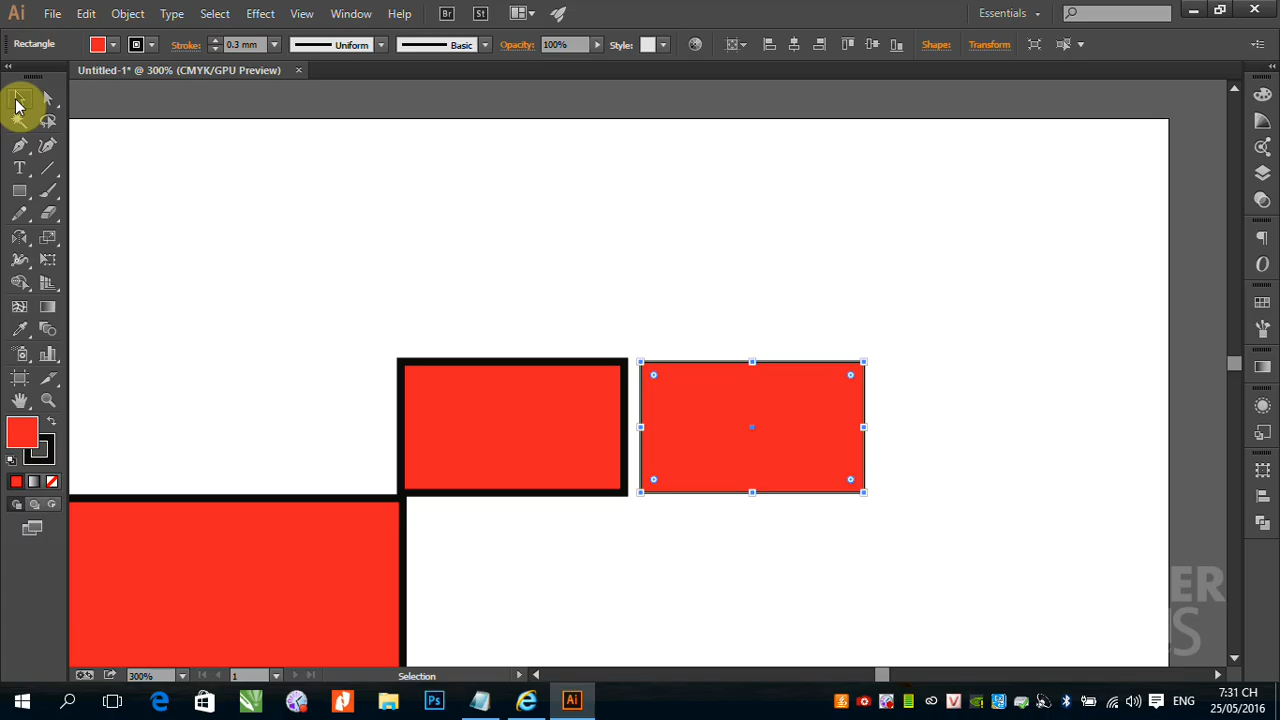 Ai File Edit Object Type Select Effect View Window Help Br St Essentials
Rectangle Stroke: 0.3 mm Uniform Basic Opacity: 100% Style: Shape: Transform
Untitled-1* @ 300% (CMYK/GPU Preview) ×
T
300% 1 Selection
Ps Ai V ENG
7:31 CH
25/05/2016